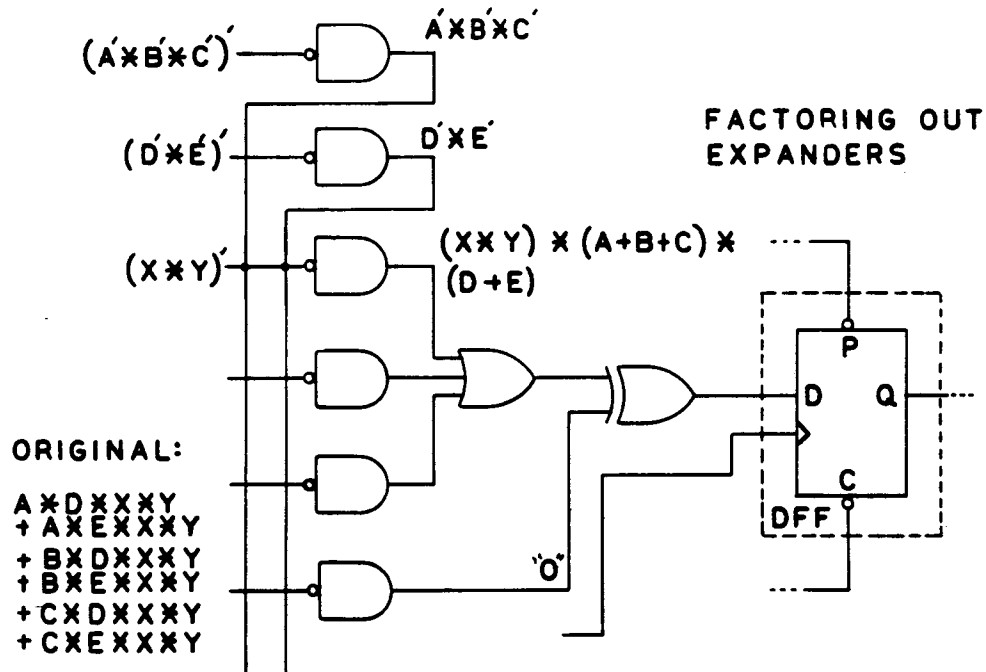 (A'*B'*C')'
A'*B'*C'
FACTORING OUT
EXPANDERS
(D'*E')'
D'*E'
(X*Y)'
(X*Y) * (A+B+C) *
(D+E)
P
D
Q
C
DFF
"0"
ORIGINAL:
A*D*X*Y
+ A*E*X*Y
+ B*D*X*Y
+ B*E*X*Y
+ C*D*X*Y
+ C*E*X*Y